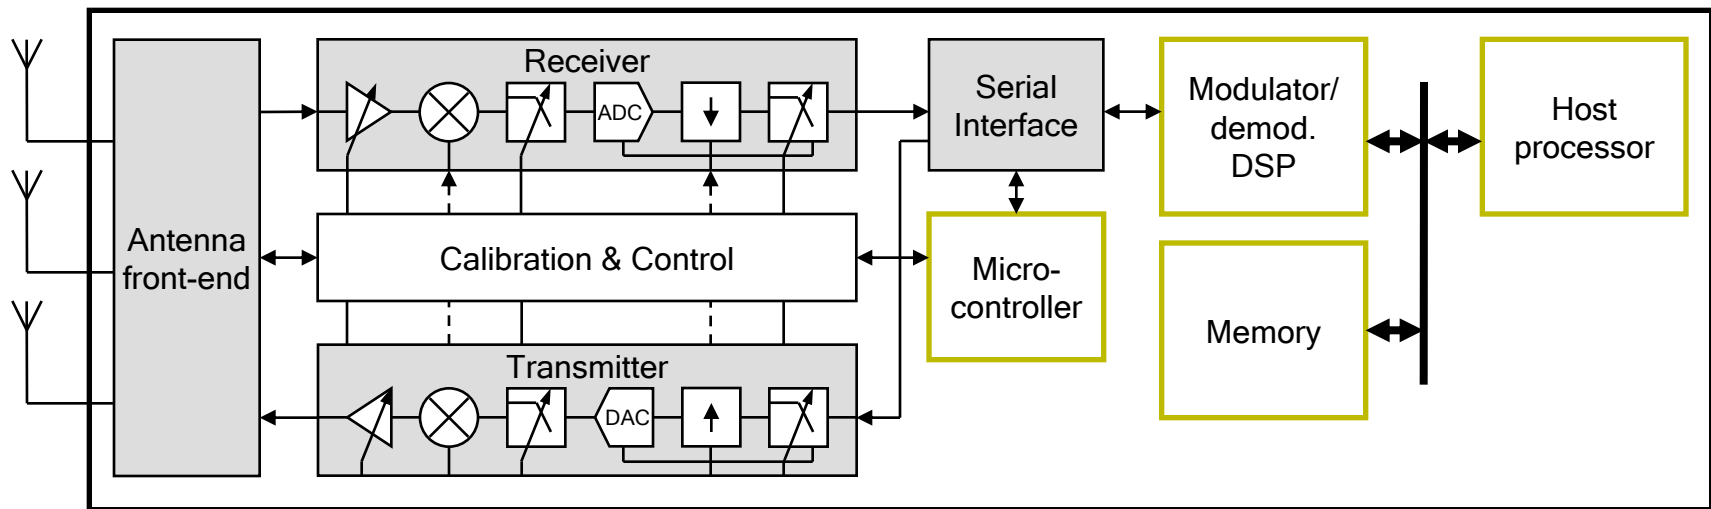 Receiver
ADC
Serial
Interface
Modulator/
demod.
DSP
Host
processor
Antenna
front-end
Calibration & Control
Micro-
controller
Memory
Transmitter
DAC